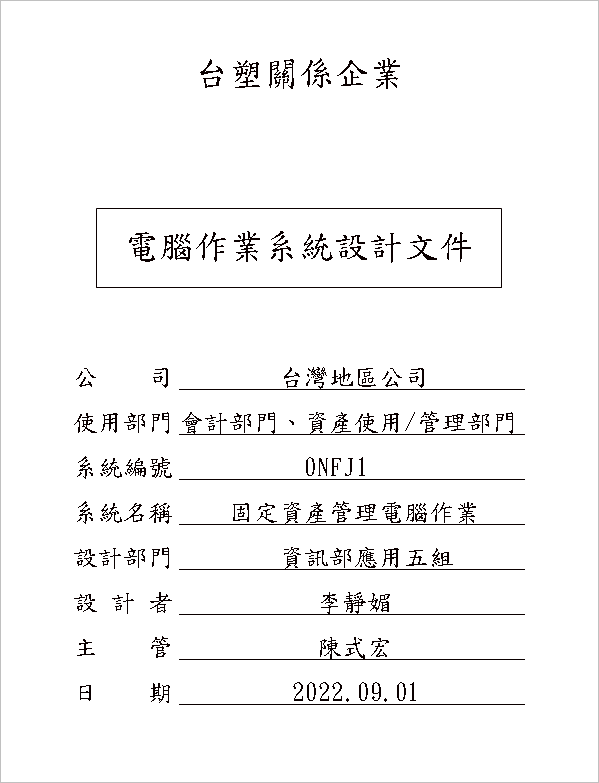 台塑關係企業
電腦作業系統設計文件
公 司 台灣地區公司
使用部門 會計部門、資產使用/管理部門
系統編號 0NFJ1
系統名稱 固定資產管理電腦作業
設計部門 資訊部應用五組
設計者 李靜媚
主 管 陳式宏
日 期 2022.09.01